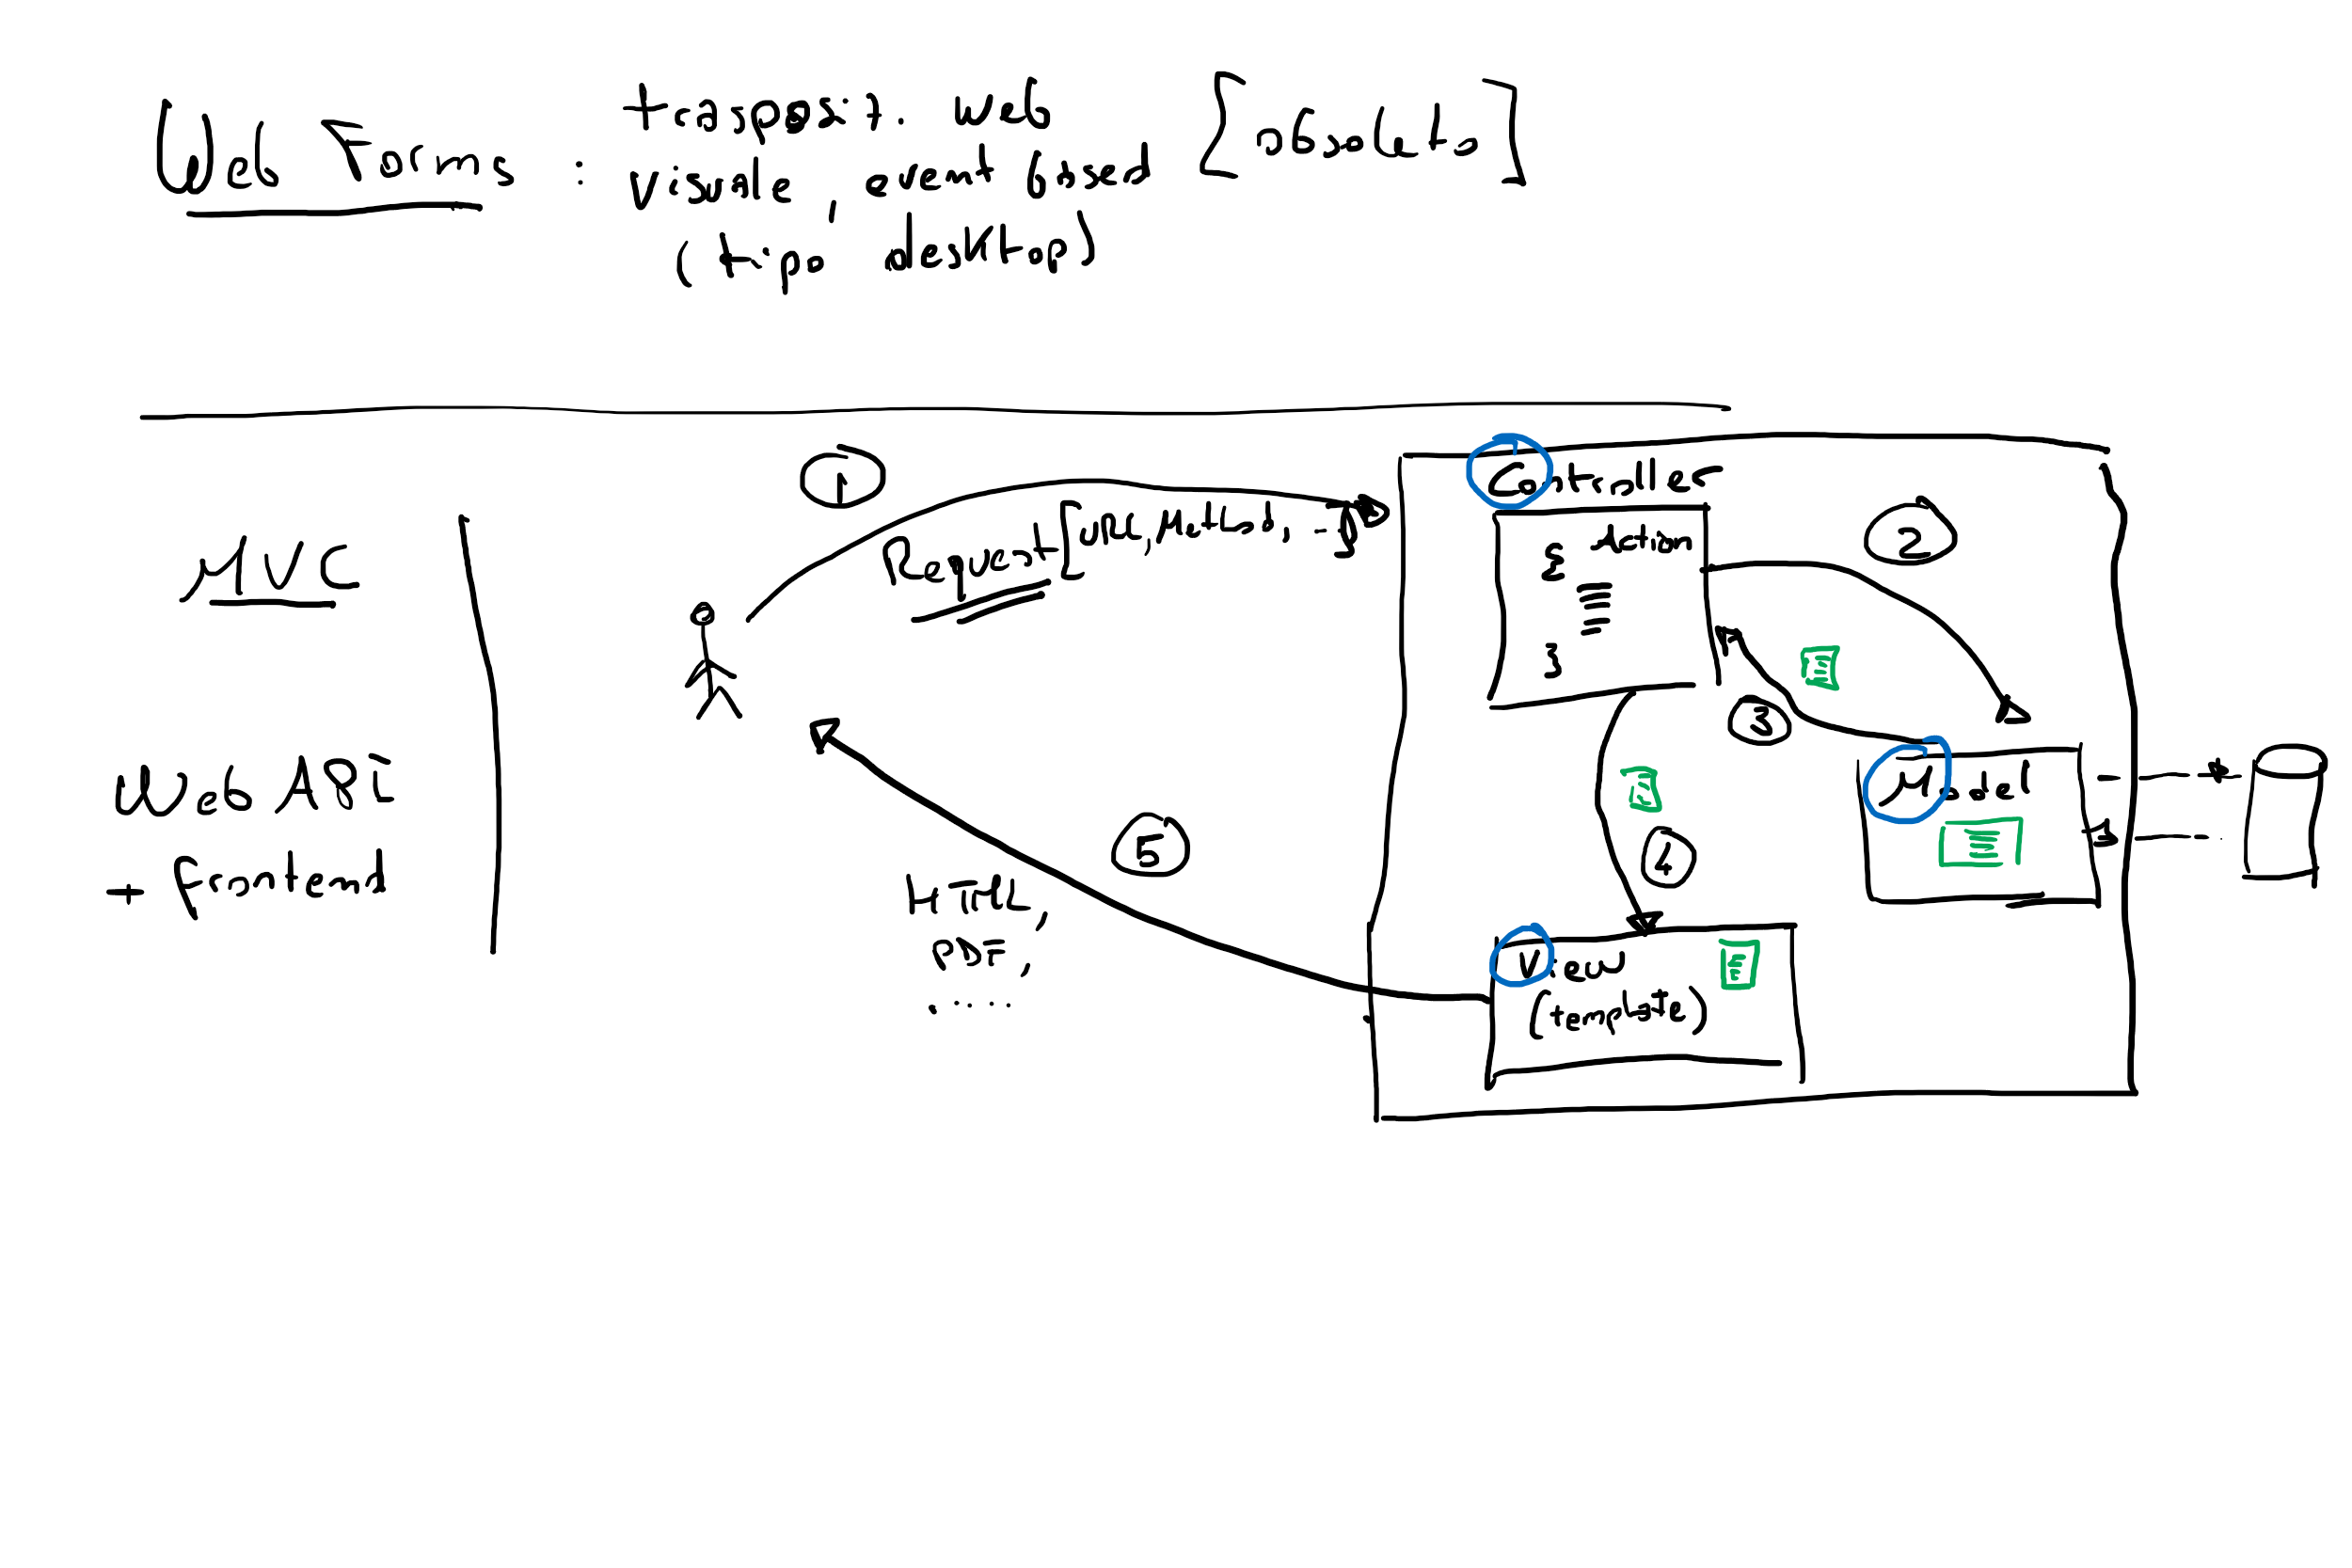 Web Forms :
trasposiz. web [obsoleto]
visuale, event based
(tipo desktop)
MVC
Web API
+ frontend
1
Request [URL, Method, ...]
Controller
Action
{
}
2
3
Model
4
View
(template)
5
HTML,
PDF,
.....